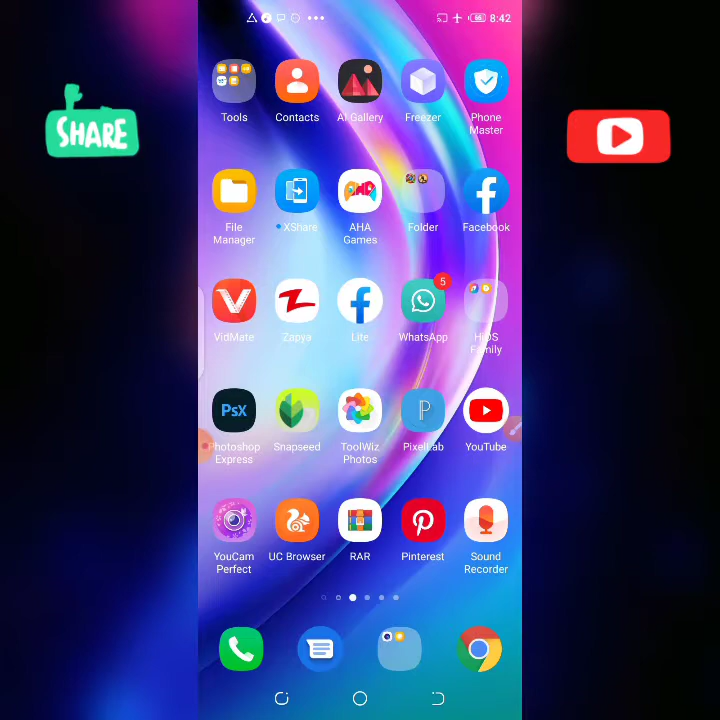 8:42
SHARE
Tools Contacts AI Gallery Freezer Phone
Master
File XShare AHA Folder Facebook
Manager Games
VidMate Zapya Lite WhatsApp HiOS
Family
5
PsX
Photoshop Snapseed ToolWiz PixelLab YouTube
Express Photos
YouCam UC Browser RAR Pinterest Sound
Perfect Recorder